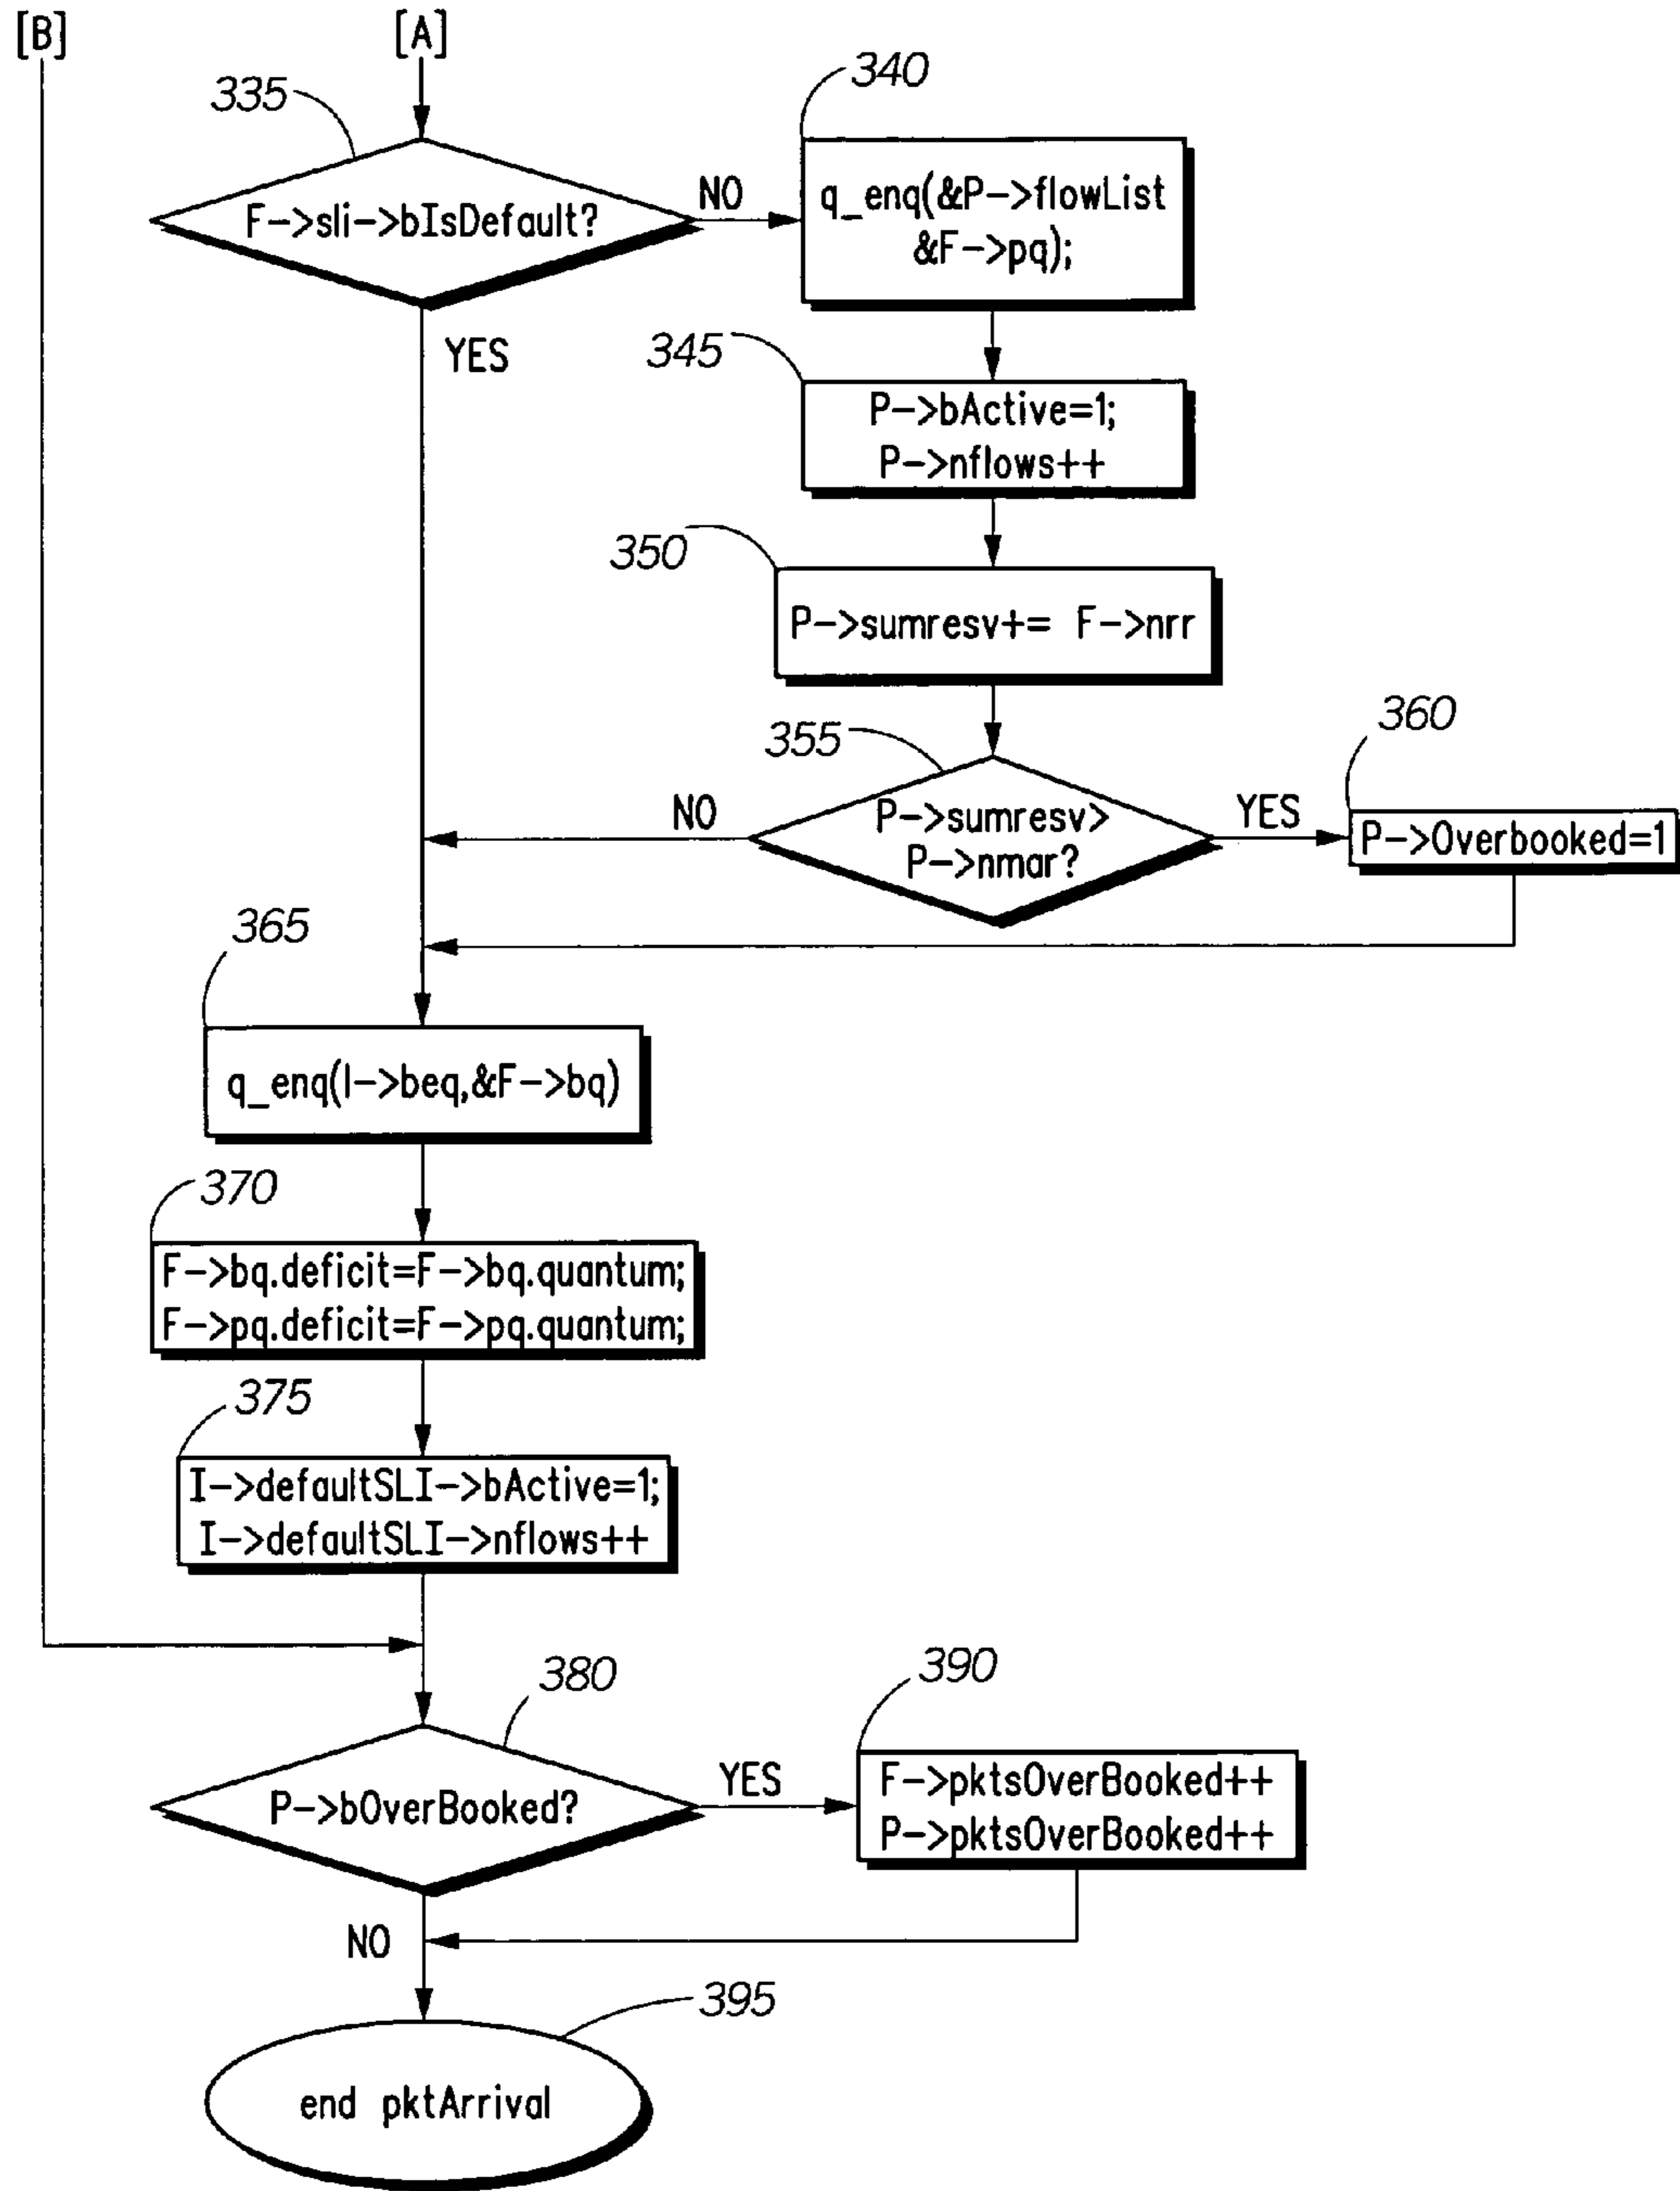 [B]
[A]
335
F->sli->bIsDefault?
NO
YES
340
q_enq(&P->flowList
&F->pq);
345
P->bActive=1;
P->nflows++
350
P->sumresv+= F->nrr
355
P->sumresv>
P->nmar?
NO
YES
360
P->Overbooked=1
365
q_enq(I->beq,&F->bq)
370
F->bq.deficit=F->bq.quantum;
F->pq.deficit=F->pq.quantum;
375
I->defaultSLI->bActive=1;
I->defaultSLI->nflows++
380
P->bOverBooked?
YES
NO
390
F->pktsOverBooked++
P->pktsOverBooked++
395
end pktArrival